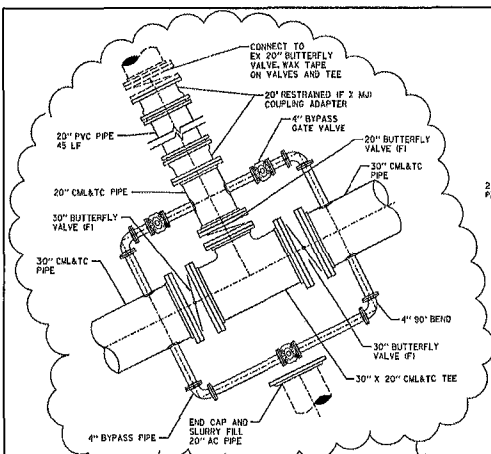 CONNECT TO
EX 20" BUTTERFLY
VALVE, WAX TAPE
ON VALVES AND TEE
20" RESTRAINED (F X MJ)
COUPLING ADAPTER
4" BYPASS
GATE VALVE
20" PVC PIPE
45 LF
20" BUTTERFLY
VALVE (F)
30" CML&TC
PIPE
20" CML&TC PIPE
30" BUTTERFLY
VALVE (F)
30" CML&TC
PIPE
4" 90° BEND
30" BUTTERFLY
VALVE (F)
30" X 20" CML&TC TEE
END CAP AND
SLURRY FILL
20" AC PIPE
4" BYPASS PIPE